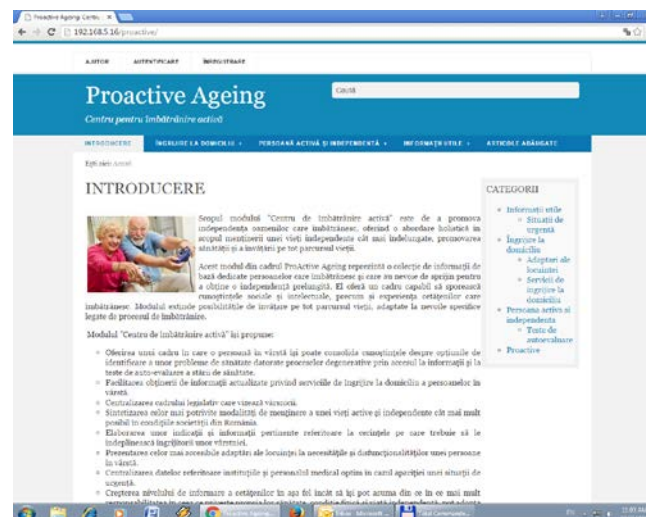 Proactive Ageing Centru
192.168.5.16/proactive/
AJUTOR AUTENTIFICARE ÎNREGISTRARE
Proactive Ageing
Caută
Centru pentru îmbătrânire activă
INTRODUCERE ÎNGRIJIRE LA DOMICILIU PERSOANĂ ACTIVĂ ȘI INDEPENDENTĂ INFORMAȚII UTILE ARTICOLE ADĂUGATE
Ești aici: Acasă
INTRODUCERE
Scopul modulul "Centru de îmbătrânire activă" este de a promova
independența oamenilor care îmbătrânesc, oferind o abordare holistică în
scopul menținerii unei vieți independente cât mai îndelungate, promovarea
sănătății și a învățării pe tot parcursul vieții.
Acest modul din cadrul ProActive Ageing reprezintă o colecție de informații de
bază dedicate persoanelor care îmbătrânesc și care au nevoie de sprijin pentru
a obține o independență prelungită. El oferă un cadru capabil să sporească
cunoștințele sociale și intelectuale, precum și experiența cetățenilor care
îmbătrânesc. Modulul extinde posibilitățile de învățare pe tot parcursul vieții, adaptate la nevoile specifice
legate de procesul de îmbătrânire.
Modulul "Centru de îmbătrânire activă" își propune:
Oferirea unui cadru în care o persoană în vârstă își poate consolida cunoștințele despre opțiunile de
identificare a unor probleme de sănătate datorate proceselor degenerative prin accesul la informații și la
teste de auto-evaluare a stării de sănătate.
Facilitarea obținerii de informații actualizate privind serviciile de îngrijire la domiciliu a persoanelor în
vârstă.
Centralizarea cadrului legislativ care vizează vârstnicii.
Sintetizarea celor mai potrivite modalități de menținere a unei vieți active și independente cât mai mult
posibil în condițiile societății din România.
Elaborarea unor indicații și informații pertinente referitoare la cerințele pe care trebuie să le
îndeplinească îngrijitorii unor vârstnici.
Prezentarea celor mai accesibile adaptări ale locuinței la necesitățile și disfuncționalitățile unei persoane
în vârstă.
Centralizarea datelor referitoare instituțiile și personalul medical optim în cazul apariției unei situații de
urgență.
Creșterea nivelului de informare a cetățenilor în așa fel încât să își pot asuma din ce în ce mai mult
CATEGORII
Informații utile
Situații de
urgență
Îngrijire la
domiciliu
Adaptări ale
locuinței
Servicii de
îngrijire la
domiciliu
Persoana activa si
independenta
Teste de
autoevaluare
Proactive
Proactive Ageing...